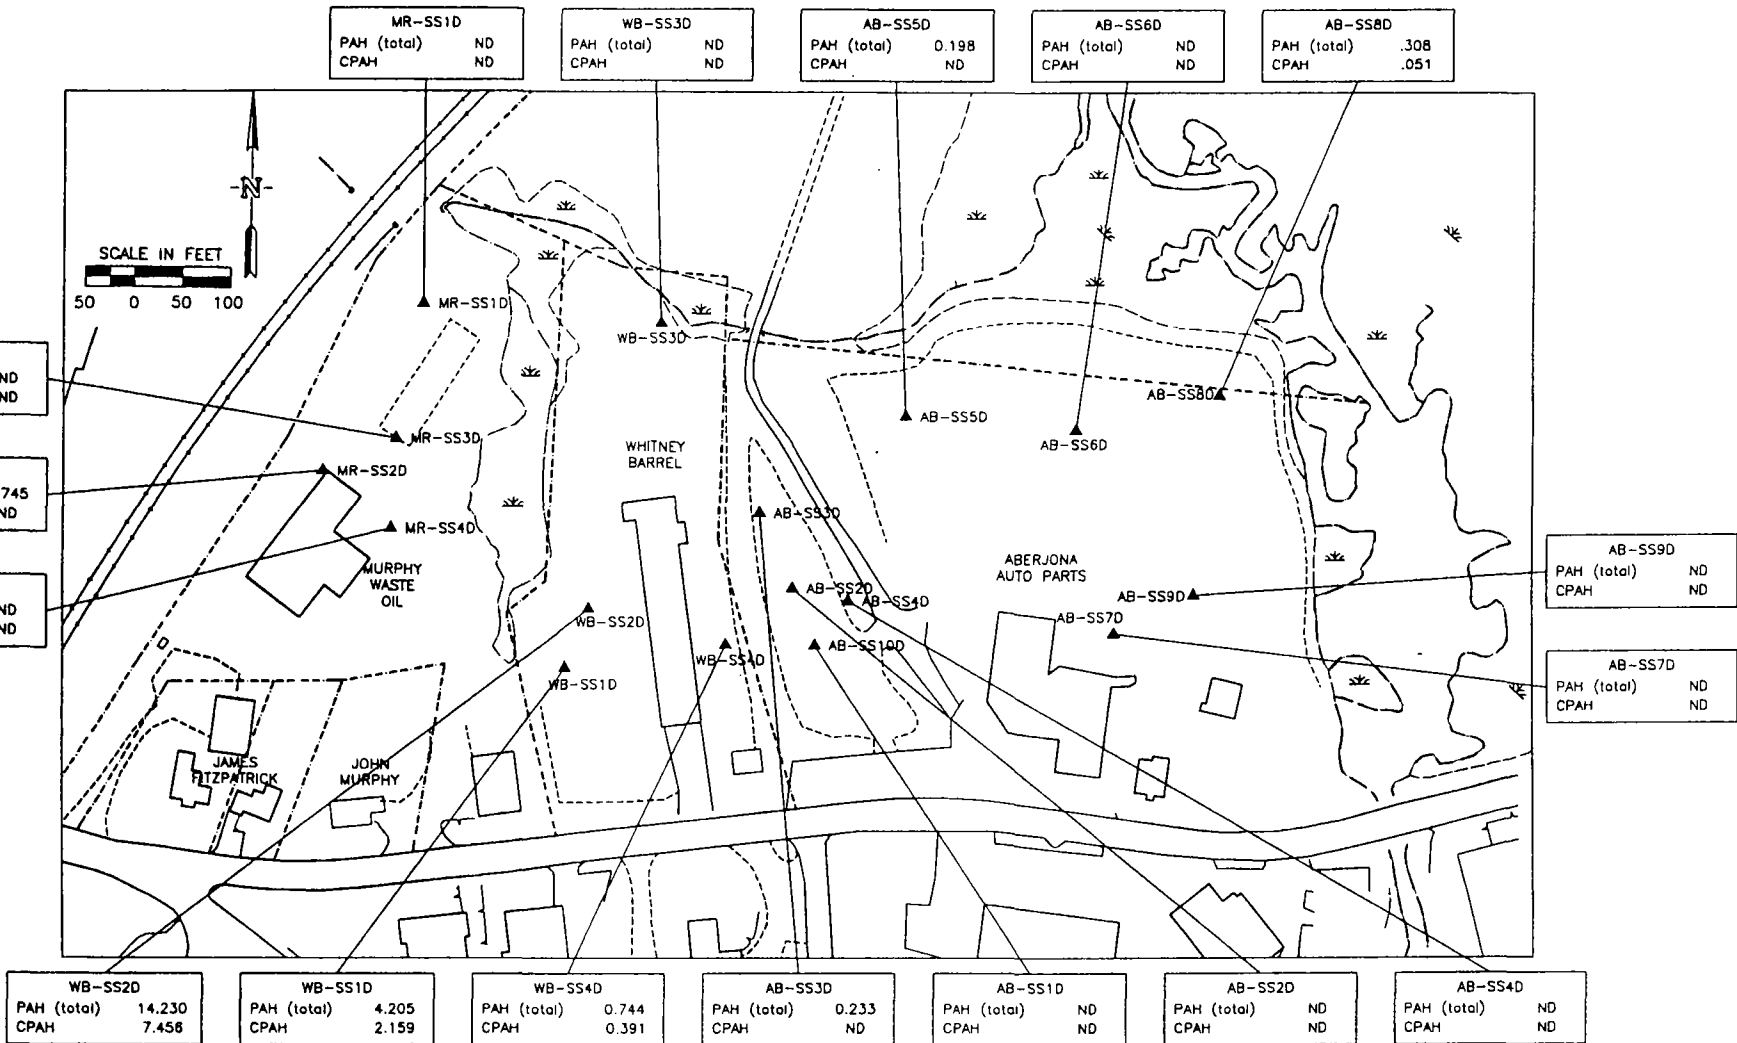 MR-SS1D
PAH (total) ND
CPAH ND
WB-SS3D
PAH (total) ND
CPAH ND
AB-SS5D
PAH (total) 0.198
CPAH ND
AB-SS6D
PAH (total) ND
CPAH ND
AB-SS8D
PAH (total) .308
CPAH .051
N
SCALE IN FEET
50 0 50 100
MR-SS1D
WB-SS3D
ND
ND
AB-SS8D
AB-SS5D
AB-SS6D
MR-SS3D
WHITNEY
BARREL
745
ND
MR-SS2D
AB-SS3D
MR-SS4D
ABERJONA
AUTO PARTS
MURPHY
WASTE
OIL
ND
ND
AB-SS2D
AB-SS4D
AB-SS9D
AB-SS9D
PAH (total) ND
CPAH ND
WB-SS2D
AB-SS7D
AB-SS10D
WB-SS4D
WB-SS1D
AB-SS7D
PAH (total) ND
CPAH ND
JAMES
FITZPATRICK
JOHN
MURPHY
WB-SS2D
PAH (total) 14.230
CPAH 7.456
WB-SS1D
PAH (total) 4.205
CPAH 2.159
WB-SS4D
PAH (total) 0.744
CPAH 0.391
AB-SS3D
PAH (total) 0.233
CPAH ND
AB-SS1D
PAH (total) ND
CPAH ND
AB-SS2D
PAH (total) ND
CPAH ND
AB-SS4D
PAH (total) ND
CPAH ND